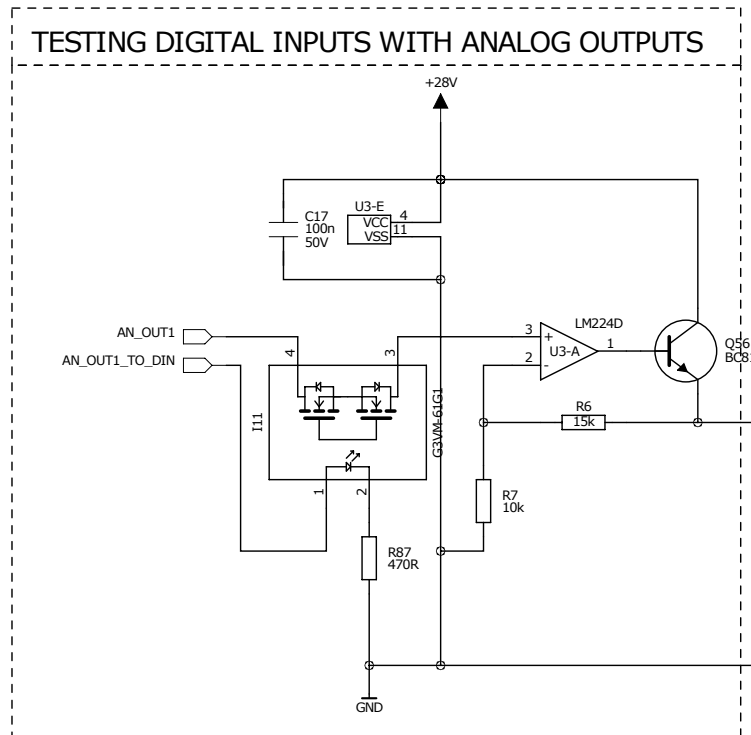 TESTING DIGITAL INPUTS WITH ANALOG OUTPUTS
+28V
U3-E
C17
100n
50V
VCC
4
VSS
11
AN_OUT1
AN_OUT1_TO_DIN
4
3
I11
1
2
G3VM-61G1
3
+
2
-
U3-A
LM224D
1
Q56
R6
15k
R7
10k
R87
470R
GND